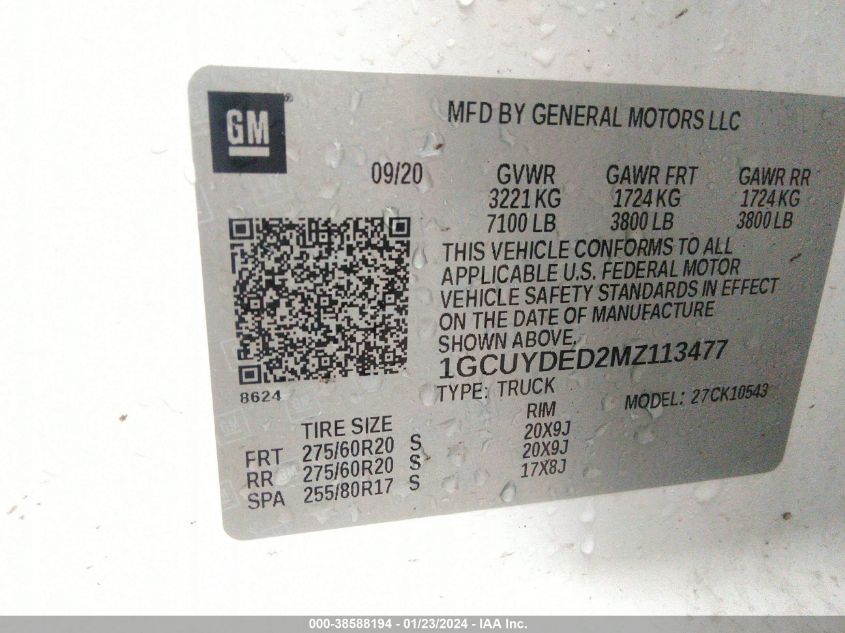 GM®
MFD BY GENERAL MOTORS LLC
09/20 GVWR GAWR FRT GAWR RR
3221 KG 1724 KG 1724 KG
7100 LB 3800 LB 3800 LB
THIS VEHICLE CONFORMS TO ALL
APPLICABLE U.S. FEDERAL MOTOR
VEHICLE SAFETY STANDARDS IN EFFECT
ON THE DATE OF MANUFACTURE
SHOWN ABOVE.
1GCUYDED2MZ113477
8624 TYPE: TRUCK MODEL: 27CK10543
TIRE SIZE RIM
FRT 275/60R20 S 20X9J
RR 275/60R20 S 20X9J
SPA 255/80R17 S 17X8J
000-38588194 - 01/23/2024 - IAA Inc.